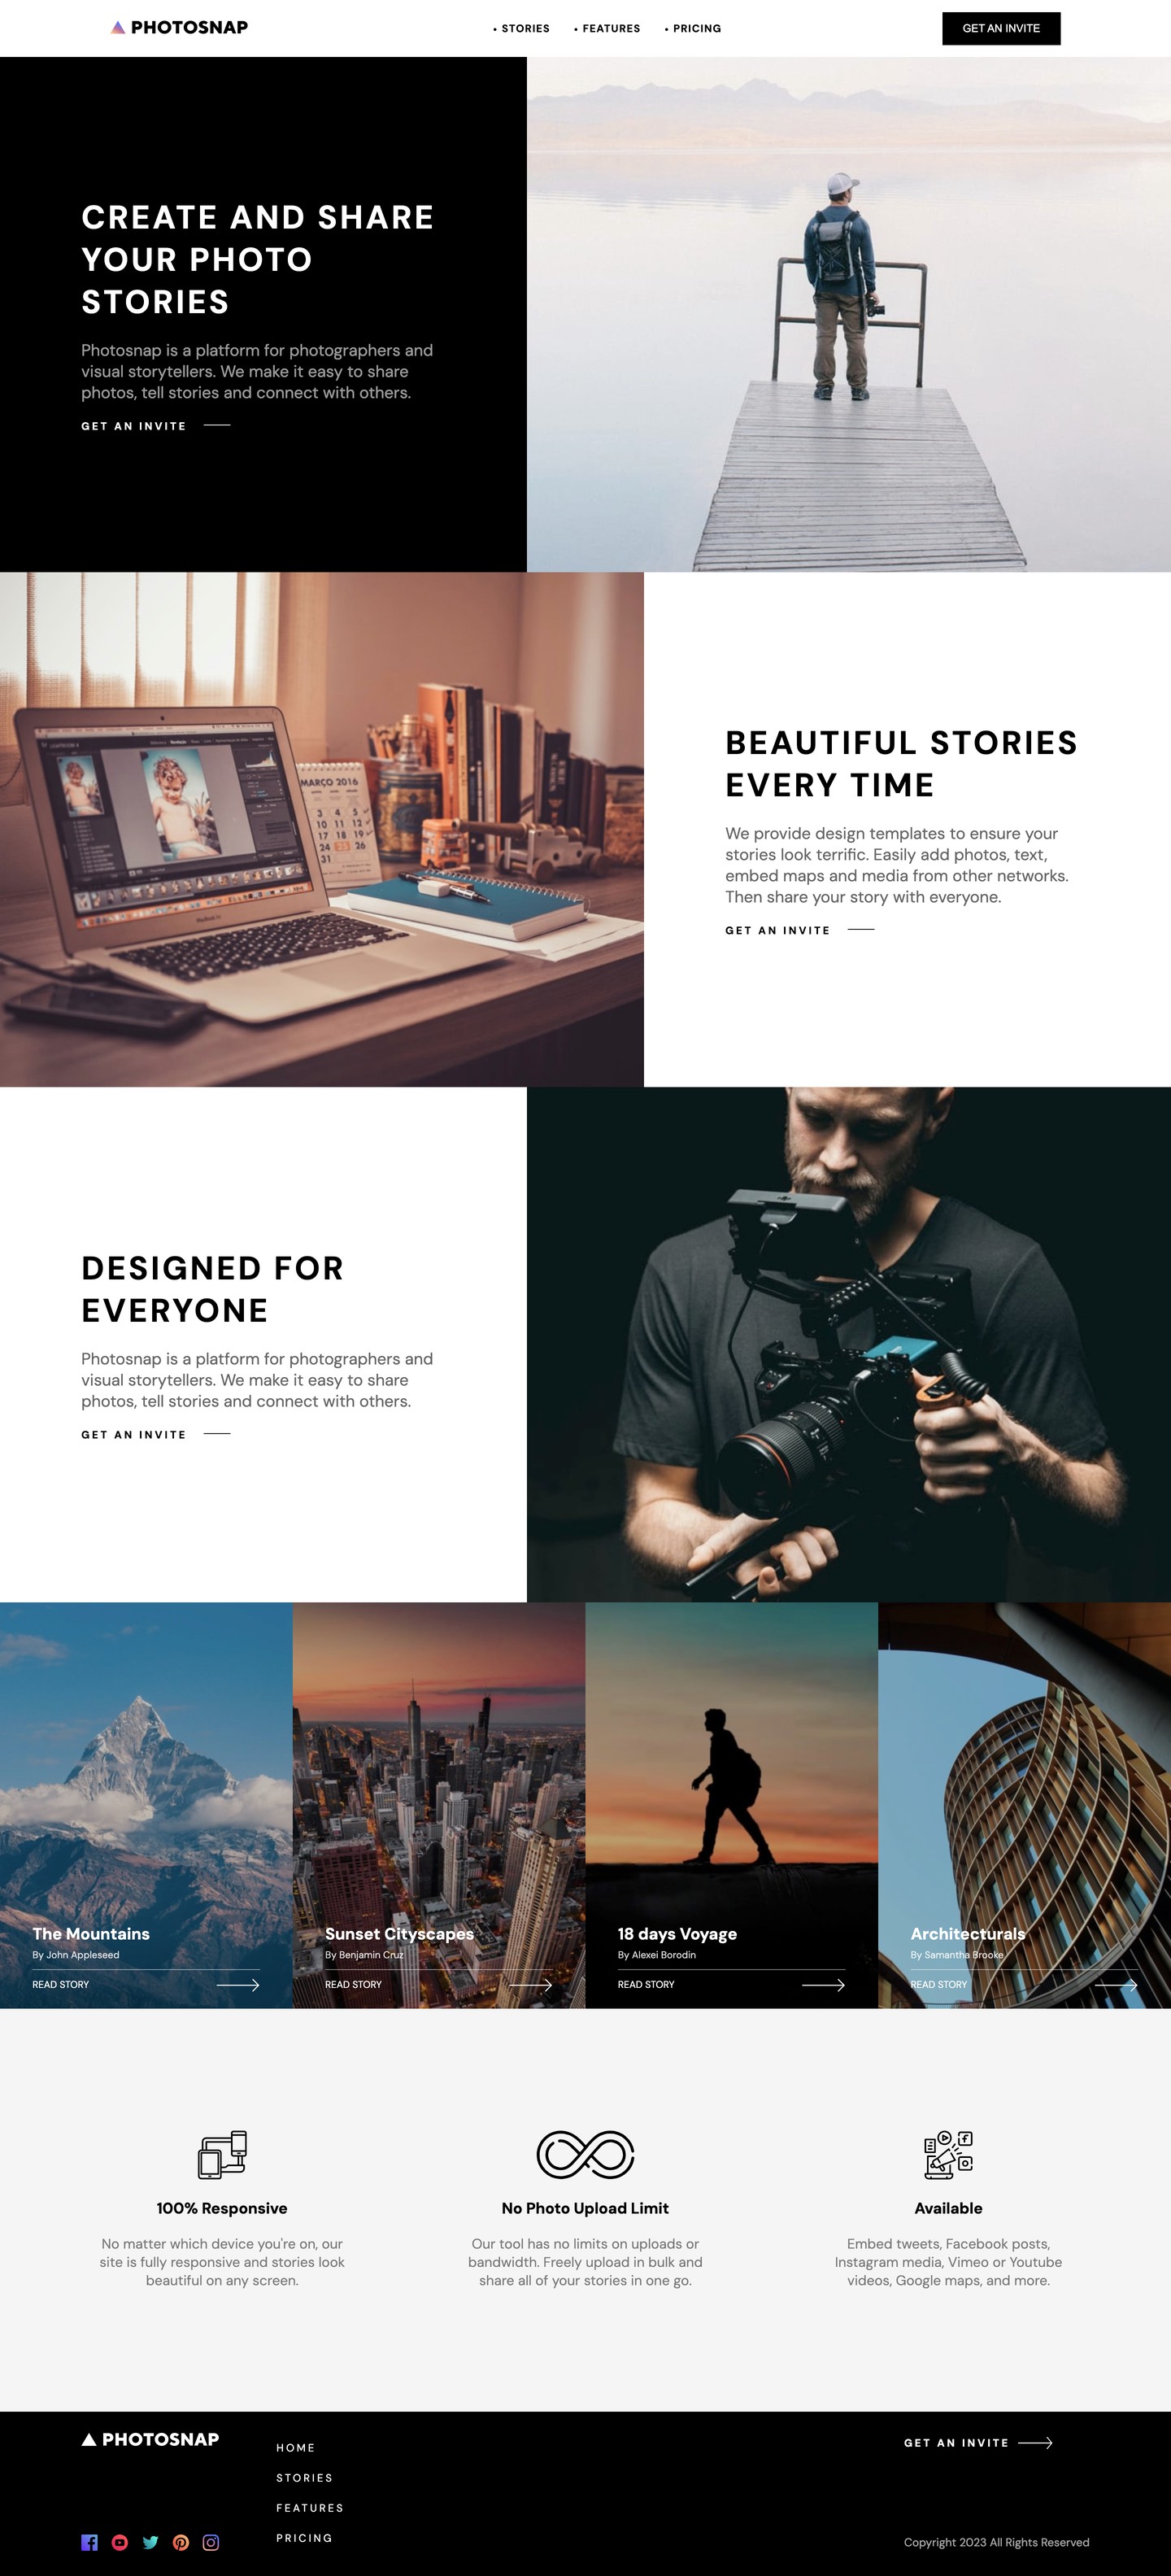 PHOTOSNAP
• STORIES
• FEATURES
• PRICING
GET AN INVITE
CREATE AND SHARE
YOUR PHOTO
STORIES
Photosnap is a platform for photographers and
visual storytellers. We make it easy to share
photos, tell stories and connect with others.
GET AN INVITE
MARÇO 2016
BEAUTIFUL STORIES
EVERY TIME
We provide design templates to ensure your
stories look terrific. Easily add photos, text,
embed maps and media from other networks.
Then share your story with everyone.
GET AN INVITE
DESIGNED FOR
EVERYONE
Photosnap is a platform for photographers and
visual storytellers. We make it easy to share
photos, tell stories and connect with others.
GET AN INVITE
The Mountains
By John Appleseed
READ STORY
Sunset Cityscapes
By Benjamin Cruz
READ STORY
18 days Voyage
By Alexei Borodin
READ STORY
Architecturals
By Samantha Brooke
READ STORY
100% Responsive
No matter which device you're on, our
site is fully responsive and stories look
beautiful on any screen.
No Photo Upload Limit
Our tool has no limits on uploads or
bandwidth. Freely upload in bulk and
share all of your stories in one go.
Available
Embed tweets, Facebook posts,
Instagram media, Vimeo or Youtube
videos, Google maps, and more.
PHOTOSNAP
HOME
STORIES
FEATURES
PRICING
GET AN INVITE
Copyright 2023 All Rights Reserved